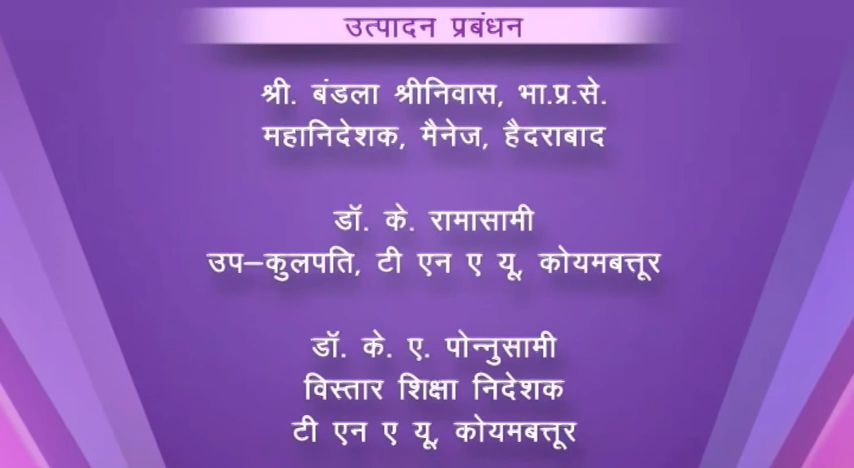 उत्पादन प्रबंधन
श्री. बंडला श्रीनिवास, भा.प्र.से.
महानिदेशक, मैनेज, हैदराबाद
डॉ. के. रामासामी
उप–कुलपति, टी एन ए यू, कोयमबत्तूर
डॉ. के. ए. पोन्नुसामी
विस्तार शिक्षा निदेशक
टी एन ए यू, कोयमबत्तूर